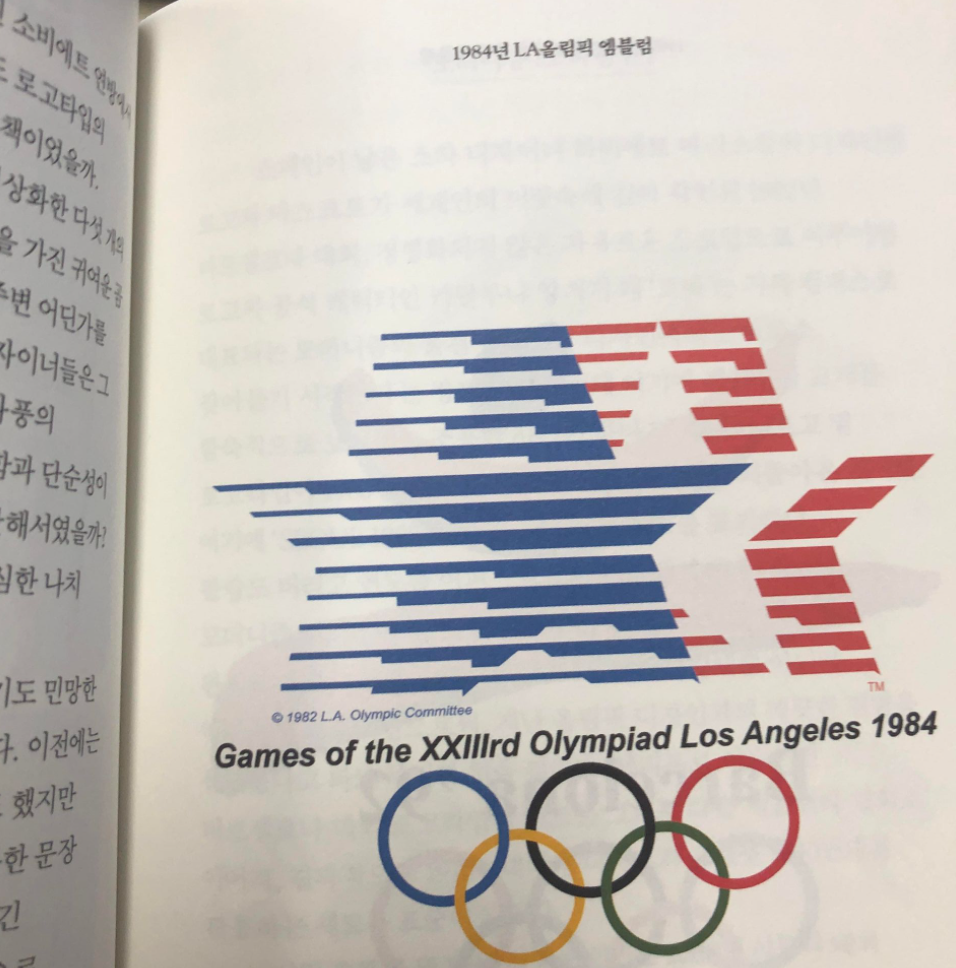 소비에트 연방에서
로고타입의
책이었을까.
상화한 다섯 개의
을 가진 귀여운 곰
주변 어딘가를
자이너들은 그
풍의
함과 단순성이
해서였을까?
심한 나치
기도 민망한
다. 이전에는
했지만
한 문장
긴
1984년 LA올림픽 엠블럼
TM
© 1982 L.A. Olympic Committee
Games of the XXIIIrd Olympiad Los Angeles 1984